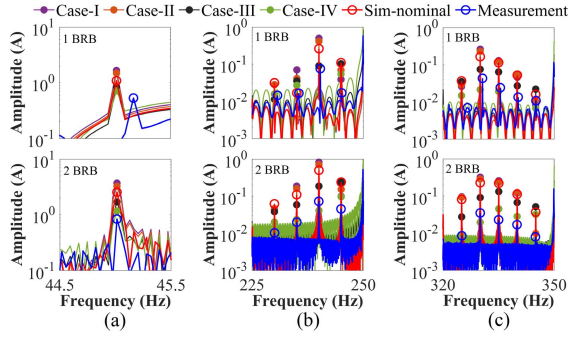 Case-I Case-II Case-III Case-IV Sim-nominal Measurement
Amplitude (A) 10^1 10^0 10^-1 1 BRB
Amplitude (A) 10^0 10^-1 10^-2 10^-3 1 BRB
Amplitude (A) 10^1 10^0 10^-1 10^-2 10^-3 1 BRB
Amplitude (A) 10^1 10^0 10^-1 2 BRB
Amplitude (A) 10^0 10^-1 10^-2 10^-3 2 BRB
Amplitude (A) 10^0 10^-1 10^-2 10^-3 2 BRB
44.5 45.5 225 250 320 350
Frequency (Hz) Frequency (Hz) Frequency (Hz)
(a) (b) (c)